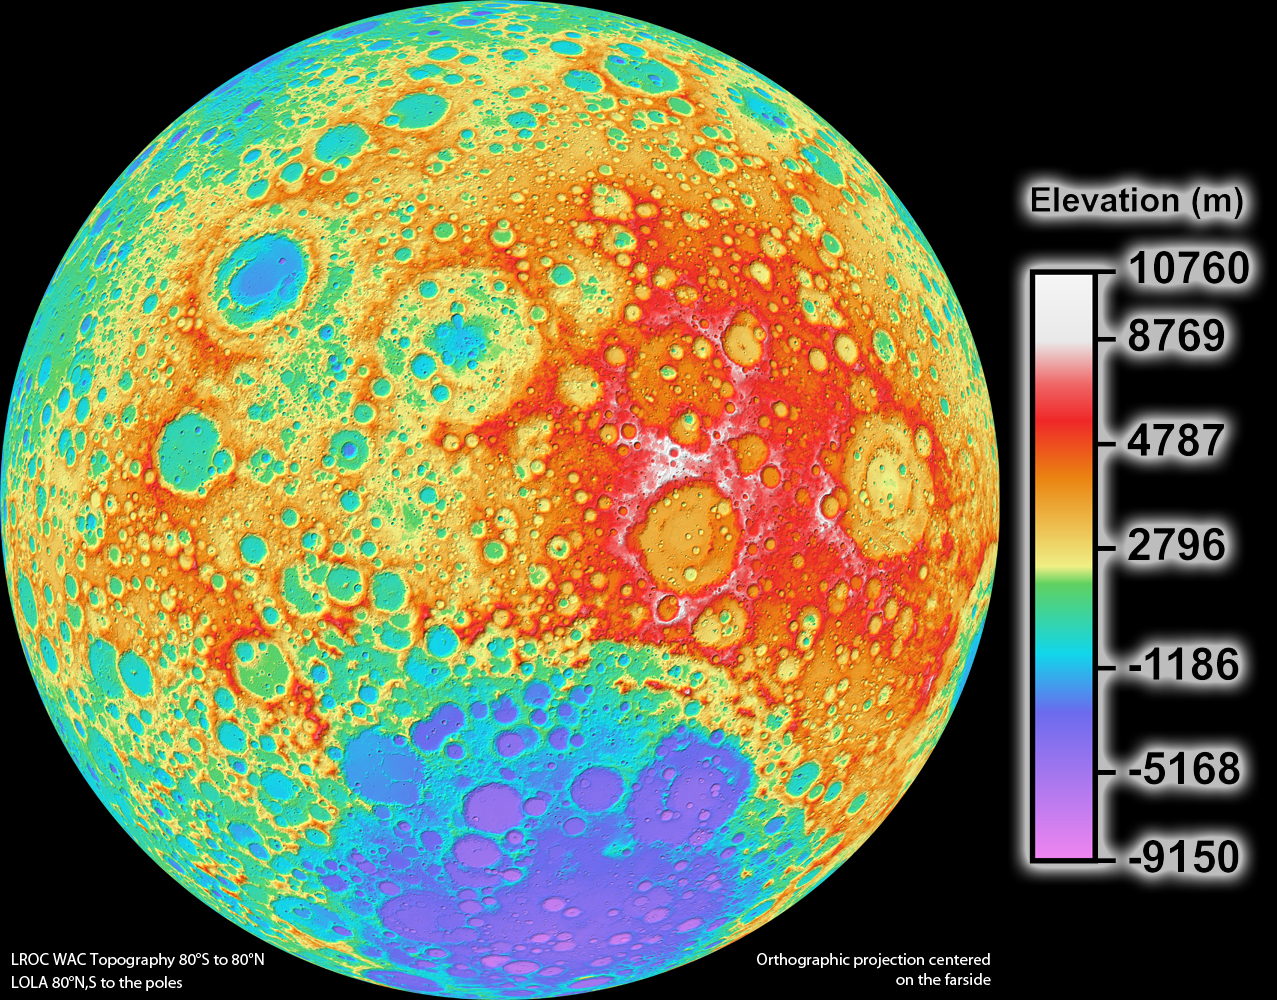 Elevation (m)
10760
8769
4787
2796
-1186
-5168
-9150
LROC WAC Topography 80°S to 80°N
LOLA 80°N,S to the poles
Orthographic projection centered
on the farside